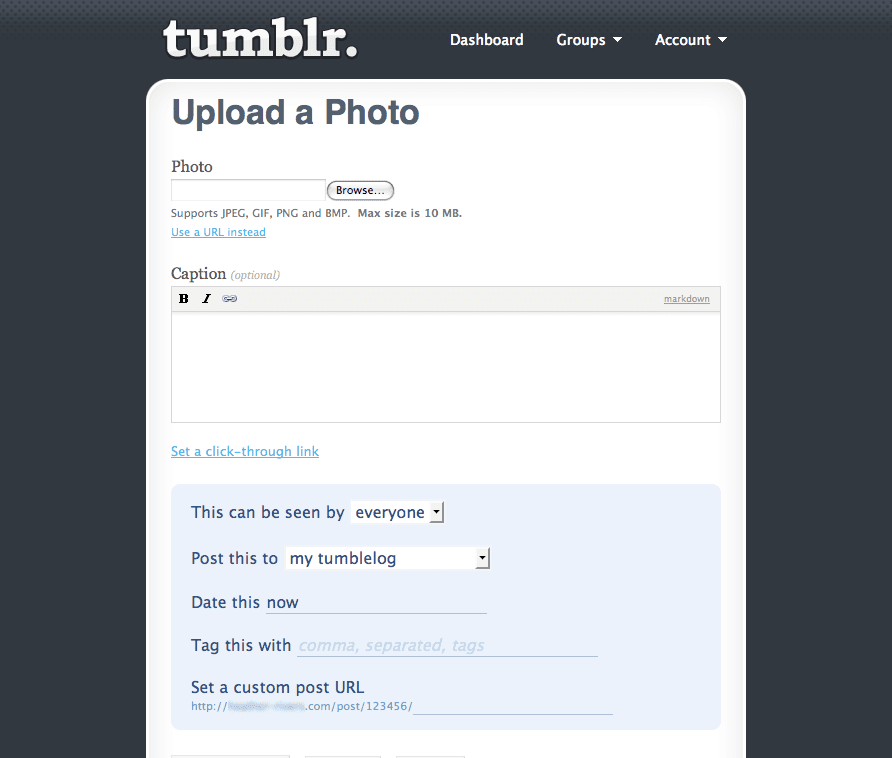 tumblr.
Dashboard Groups Account
Upload a Photo
Photo
Browse...
Supports JPEG, GIF, PNG and BMP. Max size is 10 MB.
Use a URL instead
Caption (optional)
B I markdown
Set a click-through link
This can be seen by everyone
Post this to my tumblelog
Date this now
Tag this with comma, separated, tags
Set a custom post URL
http:// .com/post/123456/